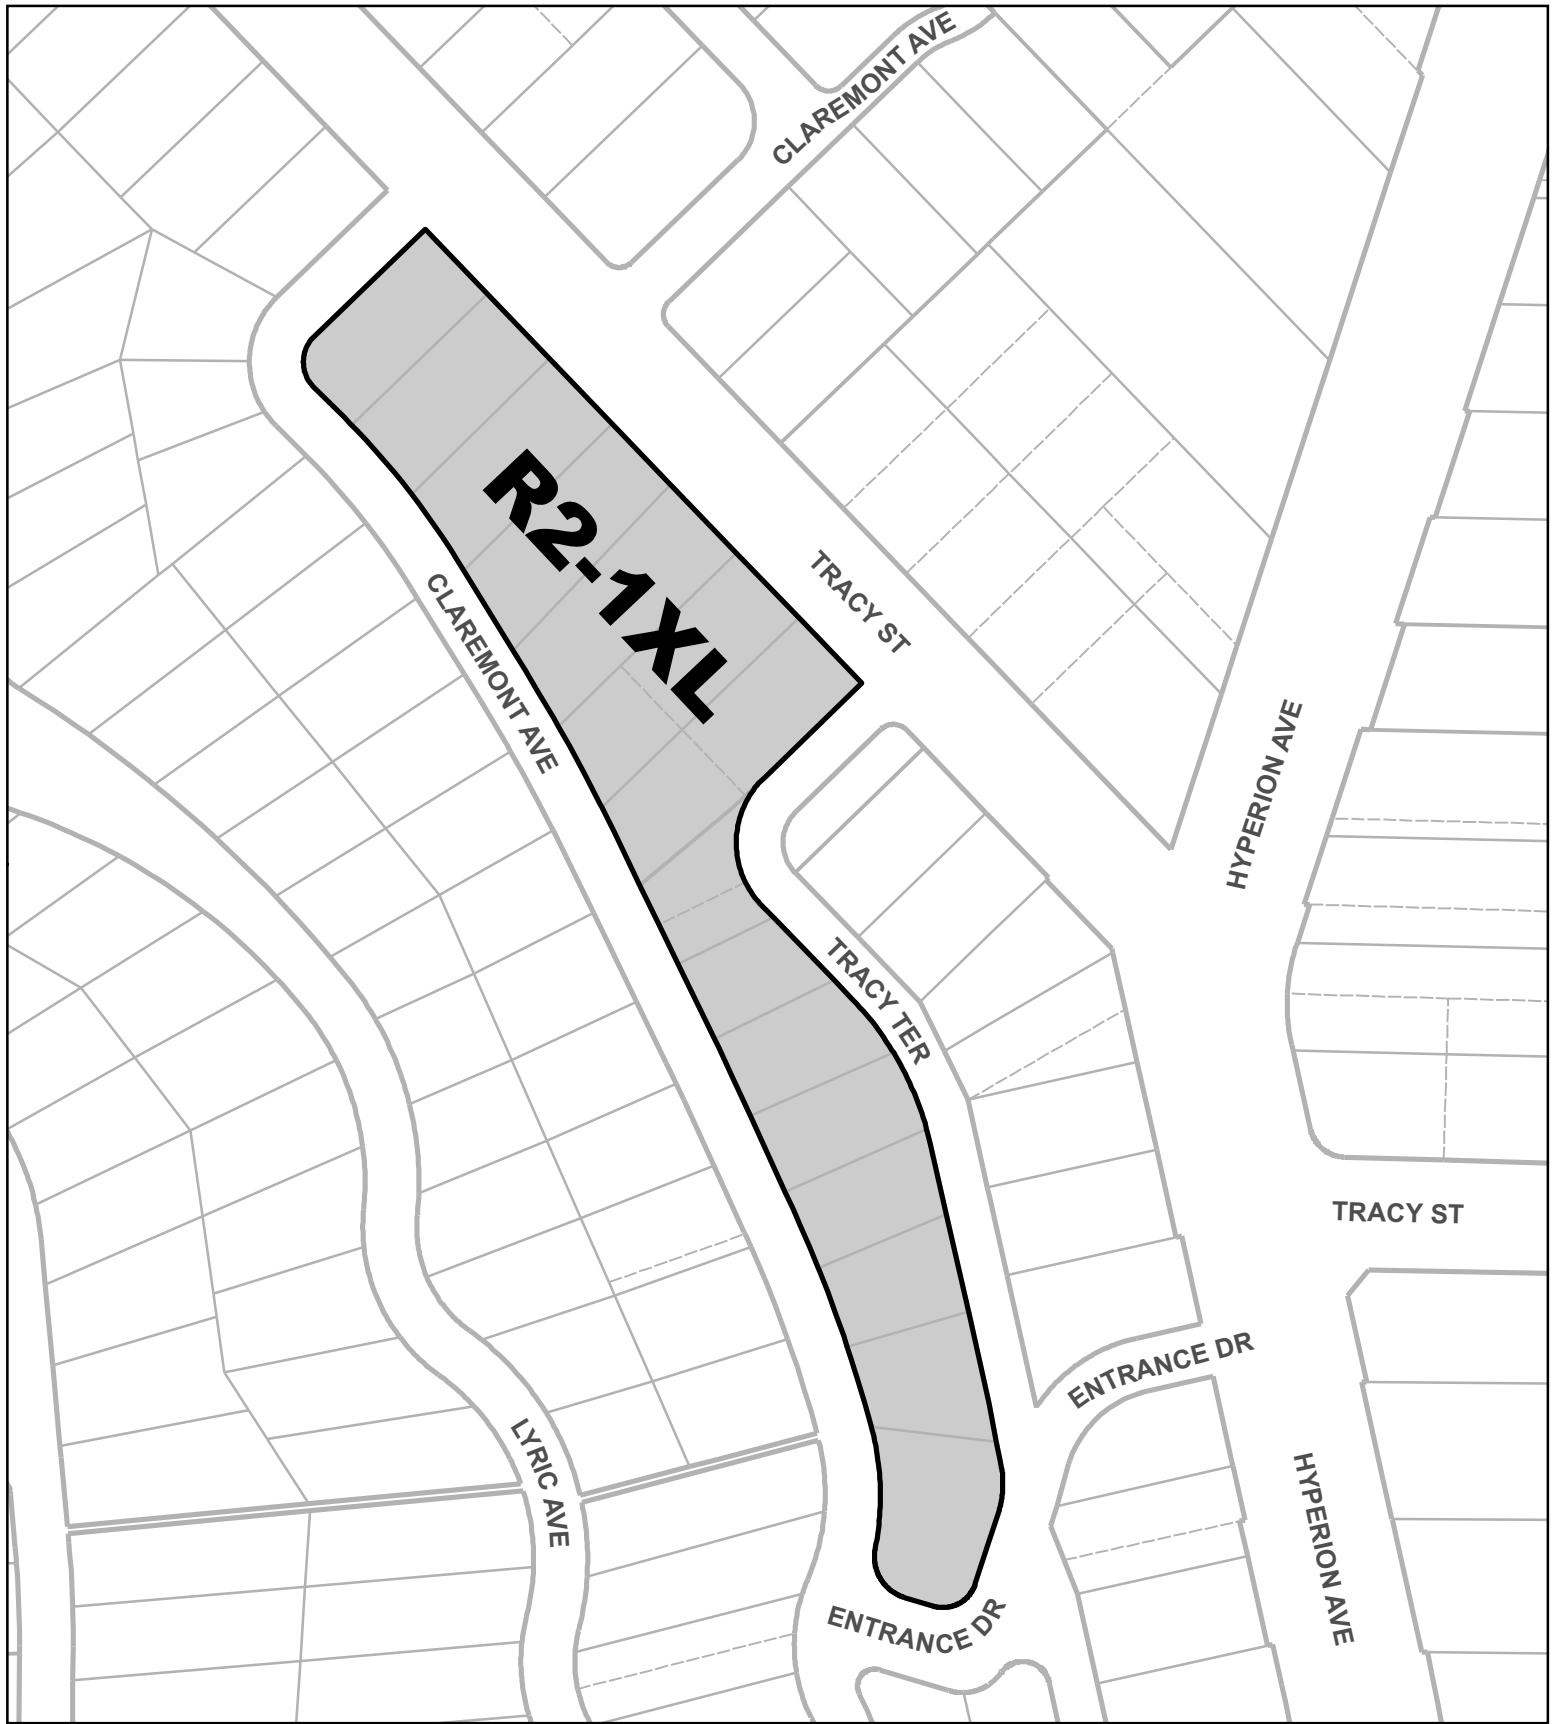 CLAREMONT AVE
R2-1XL
TRACY ST
CLAREMONT AVE
HYPERION AVE
TRACY TER
TRACY ST
ENTRANCE DR
LYRIC AVE
HYPERION AVE
ENTRANCE DR